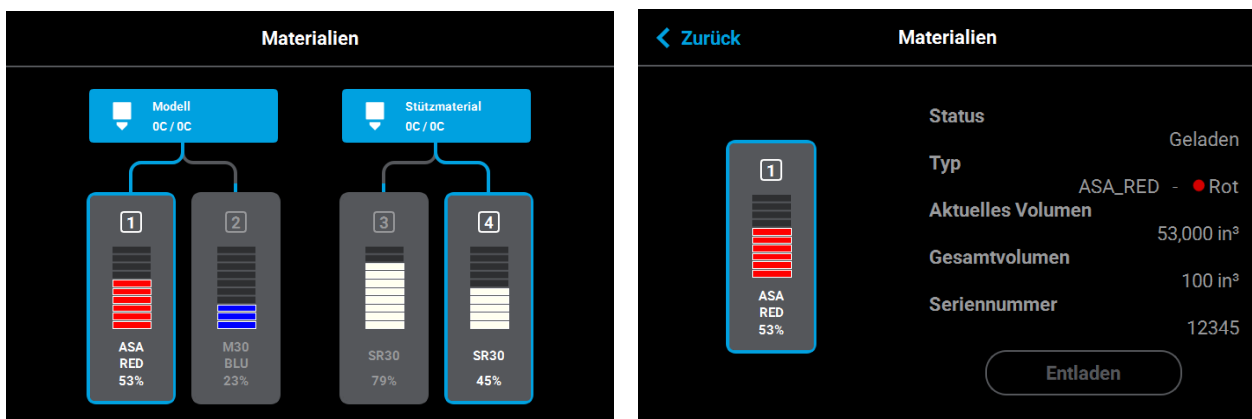 Materialien
Modell
0C / 0C
Stützmaterial
0C / 0C
1
2
3
4
ASA
RED
53%
M30
BLU
23%
SR30
79%
SR30
45%
Zurück
Materialien
1
ASA
RED
53%
Status
Geladen
Typ
ASA_RED - Rot
Aktuelles Volumen
53,000 in³
Gesamtvolumen
100 in³
Seriennummer
12345
Entladen